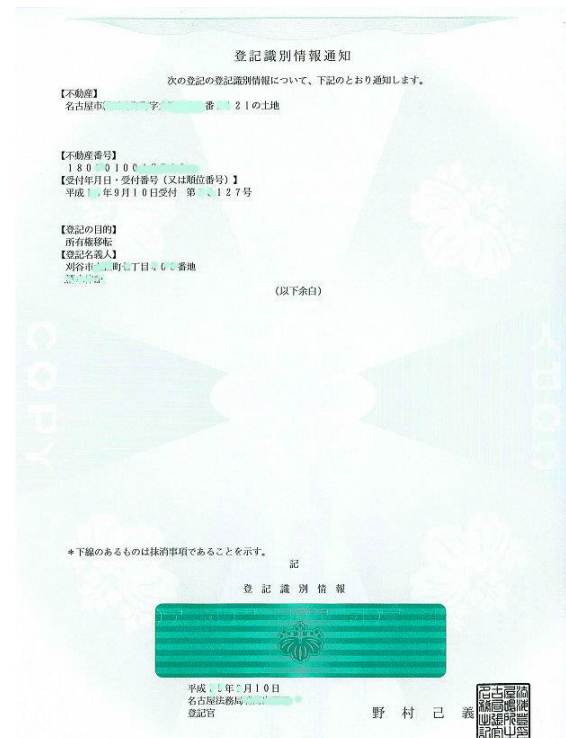 登記識別情報通知
次の登記の登記識別情報について、下記のとおり通知します。
【不動産】
名古屋市 字 番 21の土地
【不動産番号】
180 0100
【受付年月日・受付番号(又は順位番号)】
平成 年9月10日受付 第 127号
【登記の目的】
所有権移転
【登記名義人】
刈谷市 町 丁目 番地
(以下余白)
COPY
COPY
*下線のあるものは抹消事項であることを示す。
記
登記識別情報
平成 年 月10日
名古屋法務局
登記官 野村己義